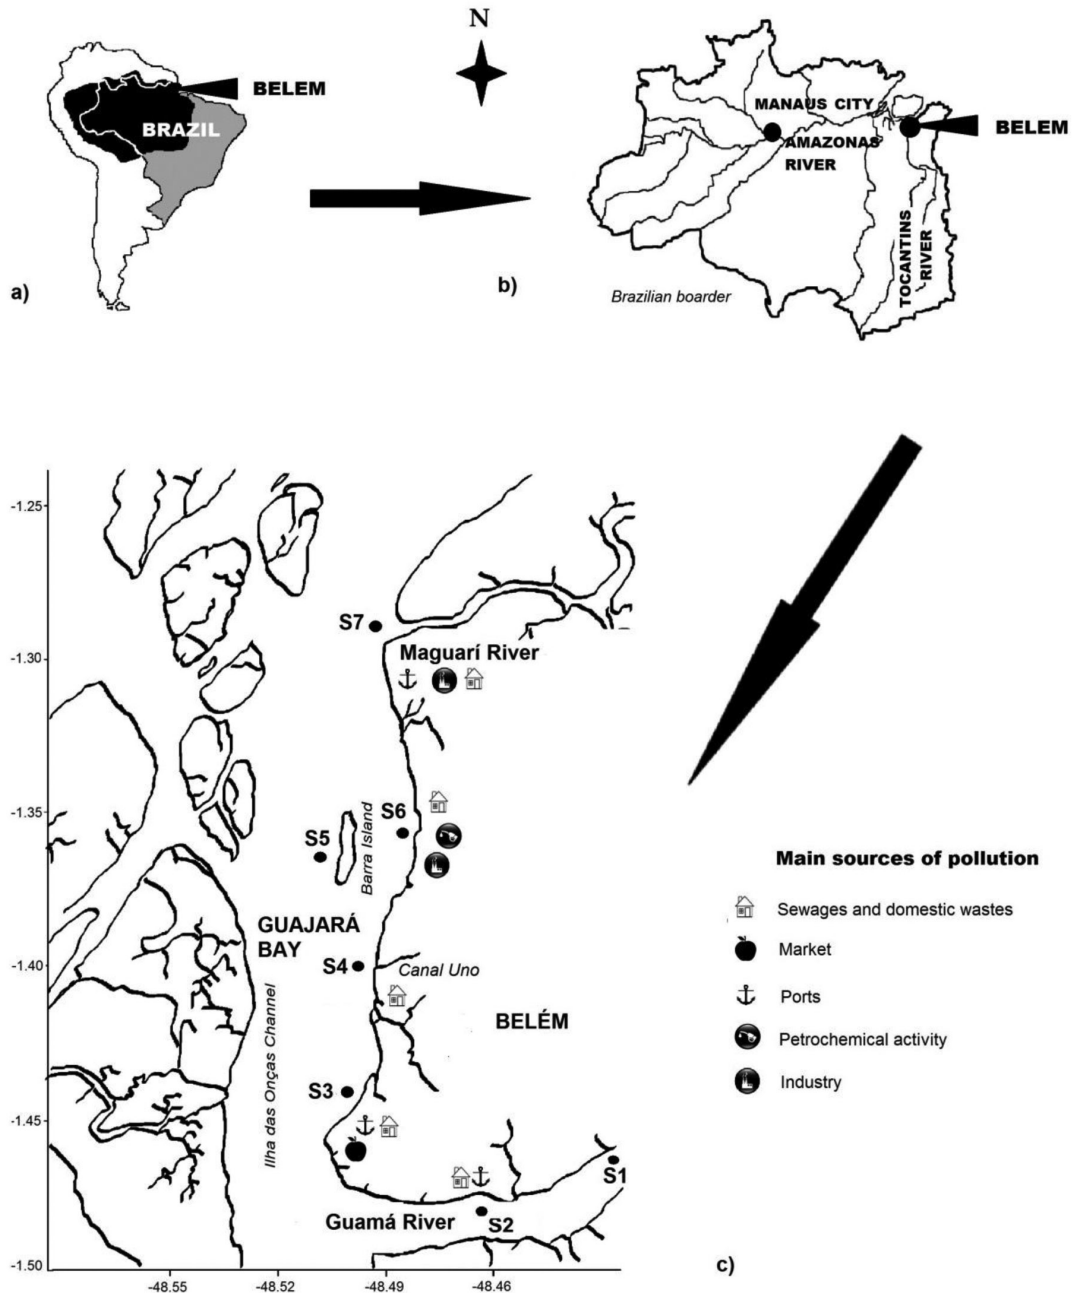 N
BELEM
BRAZIL
a)
MANAUS CITY
AMAZONAS
RIVER
BELEM
TOCANTINS
RIVER
Brazilian boarder
b)
-1.25
-1.30
-1.35
-1.40
-1.45
-1.50
-48.55
-48.52
-48.49
-48.46
S7
Maguarí River
S6
S5
Barra Island
GUAJARÁ
BAY
S4
Canal Uno
BELÉM
Ilha das Onças Channel
S3
S1
Guamá River
S2
c)
Main sources of pollution
Sewages and domestic wastes
Market
Ports
Petrochemical activity
Industry